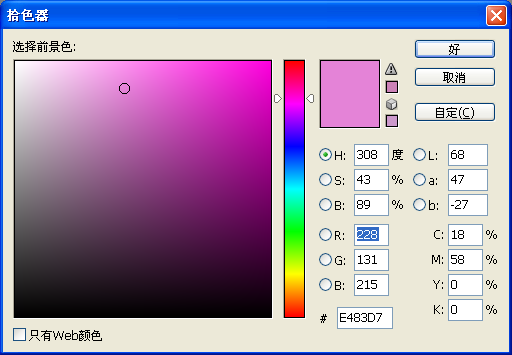 拾色器
选择前景色:
好
取消
自定(C)
H: 308 度
L: 68
S: 43 %
a: 47
B: 89 %
b: -27
R: 228
C: 18 %
G: 131
M: 58 %
B: 215
Y: 0 %
K: 0 %
# E483D7
只有Web颜色